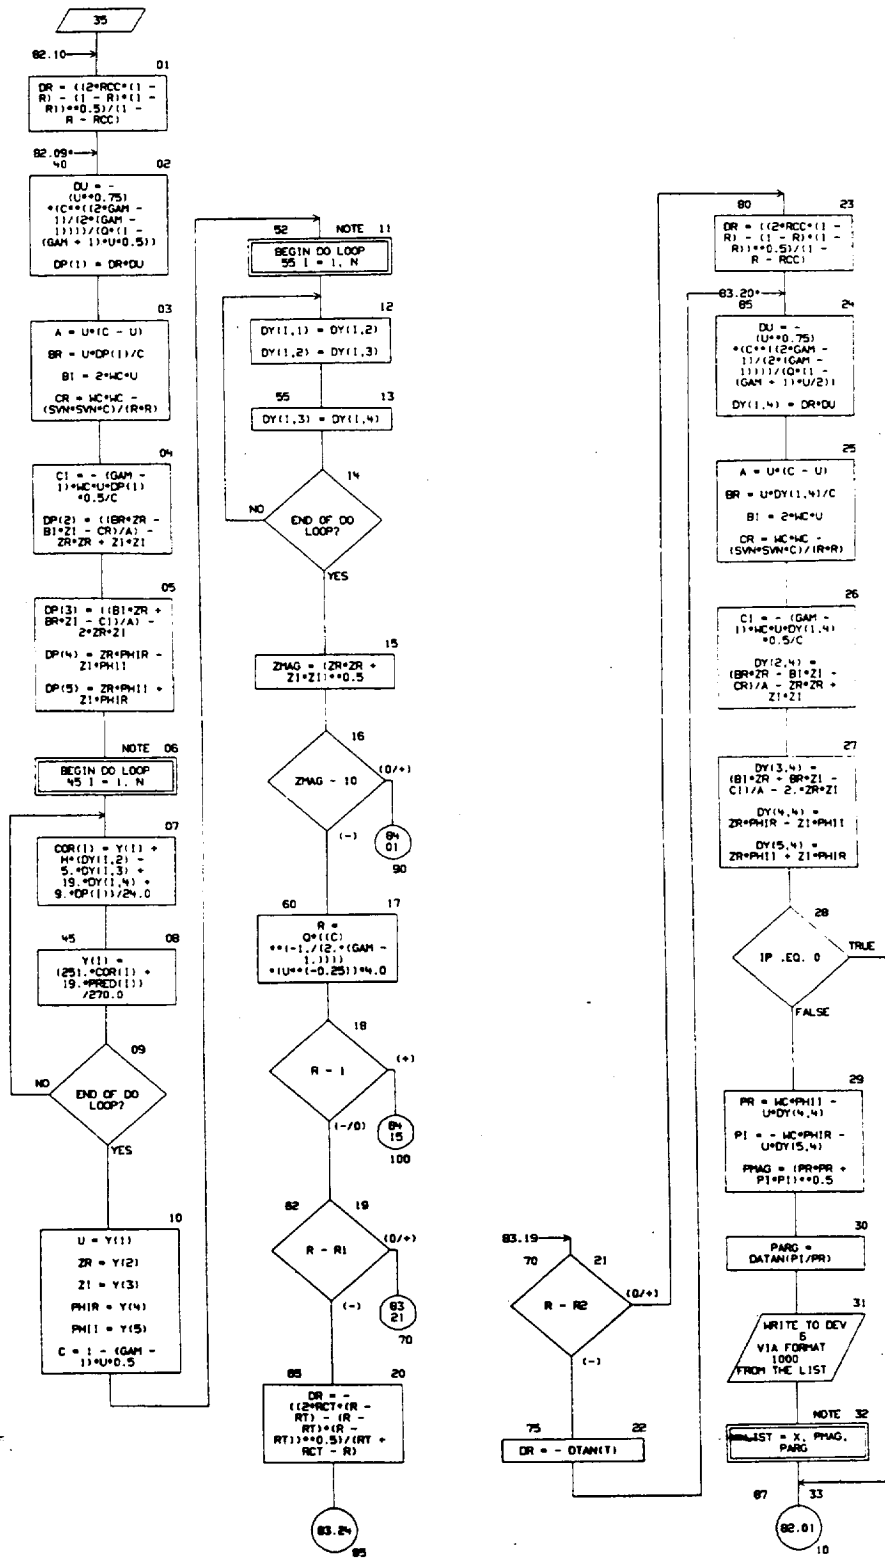 35
82.10
01
DR = ((2*RCC*(1 -
R) - (1 - R)*(1 -
R))**0.5)/(1 -
R - RCC)
82.09*
40
02
DU = -
(U**0.75)
*(C**((2*GAM -
1)/(2*(GAM -
1))))/(Q*(1 -
(GAM + 1)*U*0.5))
DP(1) = DR*DU
03
A = U*(C - U)
BR = U*DP(1)/C
BI = 2*WC*U
CR = WC*WC -
(SVN*SVN*C)/(R*R)
04
CI = - (GAM -
1)*WC*U*DP(1)
*0.5/C
DP(2) = ((BR*ZR -
BI*ZI - CR)/A) -
ZR*ZR + ZI*ZI
05
DP(3) = ((BI*ZR +
BR*ZI - CI)/A) -
2*ZR*ZI
DP(4) = ZR*PHIR -
ZI*PHII
DP(5) = ZR*PHII +
ZI*PHIR
NOTE 06
BEGIN DO LOOP
45 I = 1, N
07
COR(I) = Y(I) +
H*(DY(I,2) -
5.*DY(I,3) +
19.*DY(I,4) +
9.*DP(I))/24.0
45
08
Y(I) =
(251.*COR(I) +
19.*PRED(I))
/270.0
09
NO
END OF DO
LOOP?
YES
10
U = Y(1)
ZR = Y(2)
ZI = Y(3)
PHIR = Y(4)
PHII = Y(5)
C = 1 - (GAM -
1)*U*0.5
52
NOTE 11
BEGIN DO LOOP
55 I = 1, N
12
DY(I,1) = DY(I,2)
DY(I,2) = DY(I,3)
55
13
DY(I,3) = DY(I,4)
14
NO
END OF DO
LOOP?
YES
15
ZMAG = (ZR*ZR +
ZI*ZI)**0.5
16
ZMAG - 10
(0/+)
(-)
84
01
90
60
17
R =
Q*((C)
**(-1./(2.*(GAM -
1.))))
*(U**(-0.25))*4.0
18
R - 1
(+)
(-/0)
84
15
100
62
19
R - R1
(0/+)
(-)
83
21
70
65
20
DR = -
((2*RCT*(R -
RT) - (R -
RT)*(R -
RT))**0.5)/(RT +
RCT - R)
83.24
85
83.19
70
21
R - R2
(0/+)
(-)
75
22
DR = - DTAN(T)
80
23
DR = ((2*RCC*(1 -
R) - (1 - R)*(1 -
R))**0.5)/(1 -
R - RCC)
83.20*
85
24
DU = -
(U**0.75)
*(C**((2*GAM -
1)/(2*(GAM -
1))))/(Q*(1 -
(GAM + 1)*U/2))
DY(1,4) = DR*DU
25
A = U*(C - U)
BR = U*DY(1,4)/C
BI = 2*WC*U
CR = WC*WC -
(SVN*SVN*C)/(R*R)
26
CI = - (GAM -
1)*WC*U*DY(1,4)
*0.5/C
DY(2,4) =
(BR*ZR - BI*ZI -
CR)/A - ZR*ZR +
ZI*ZI
27
DY(3,4) =
(BI*ZR + BR*ZI -
CI)/A - 2.*ZR*ZI
DY(4,4) =
ZR*PHIR - ZI*PHII
DY(5,4) =
ZR*PHII + ZI*PHIR
28
IP .EQ. 0
TRUE
FALSE
29
PR = WC*PHII -
U*DY(4,4)
PI = - WC*PHIR -
U*DY(5,4)
PMAG = (PR*PR +
PI*PI)**0.5
30
PARG =
DATAN(PI/PR)
31
WRITE TO DEV
6
VIA FORMAT
1000
FROM THE LIST
NOTE 32
LIST = X, PMAG,
PARG
87
33
82.01
10